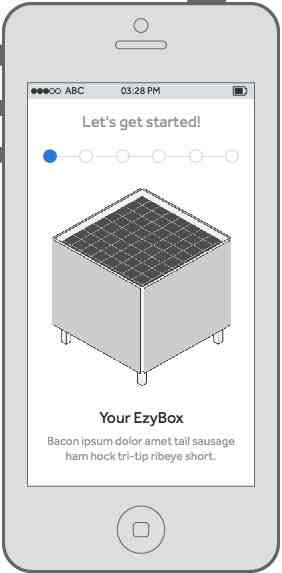 ABC 03:28 PM
Let's get started!
Your EzyBox
Bacon ipsum dolor amet tail sausage
ham hock tri-tip ribeye short.